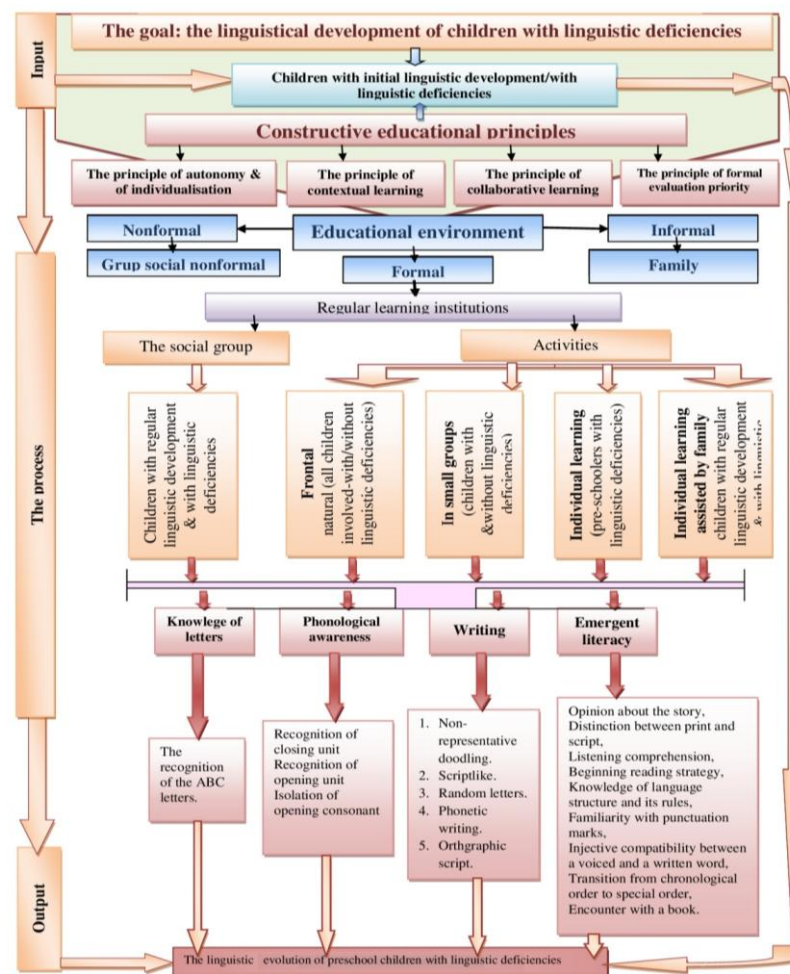 The goal: the linguistical development of children with linguistic deficiencies
Input
Children with initial linguistic development/with
linguistic deficiencies
Constructive educational principles
The principle of autonomy &
of individualisation
The principle of
contextual learning
The principle of
collaborative learning
The principle of formal
evaluation priority
Nonformal
Educational environment
Informal
Grup social nonformal
Formal
Family
Regular learning institutions
The process
The social group
Activities
Children with regular
linguistic development
& with linguistic
deficiencies
Frontal
natural (all children
involved-with/without
linguistic deficiencies)
In small groups
(children with
&without linguistic
deficiencies)
Individual learning
(pre-schoolers with
linguistic deficiencies)
Individual learning
assisted by family
children with regular
linguistic development
& with linguistic
Knowlege of
letters
Phonological
awareness
Writing
Emergent
literacy
The
recognition
of the ABC
letters.
Recognition of
closing unit
Recognition of
opening unit
Isolation of
opening consonant
1. Non-
representative
doodling.
2. Scriptlike.
3. Random letters.
4. Phonetic
writing.
5. Orthgraphic
script.
Opinion about the story,
Distinction between print and
script,
Listening comprehension,
Beginning reading strategy,
Knowledge of language
structure and its rules,
Familiarity with punctuation
marks,
Injective compatibility between
a voiced and a written word,
Transition from chronological
order to special order,
Encounter with a book.
Output
The linguistic evolution of preschool children with linguistic deficiencies